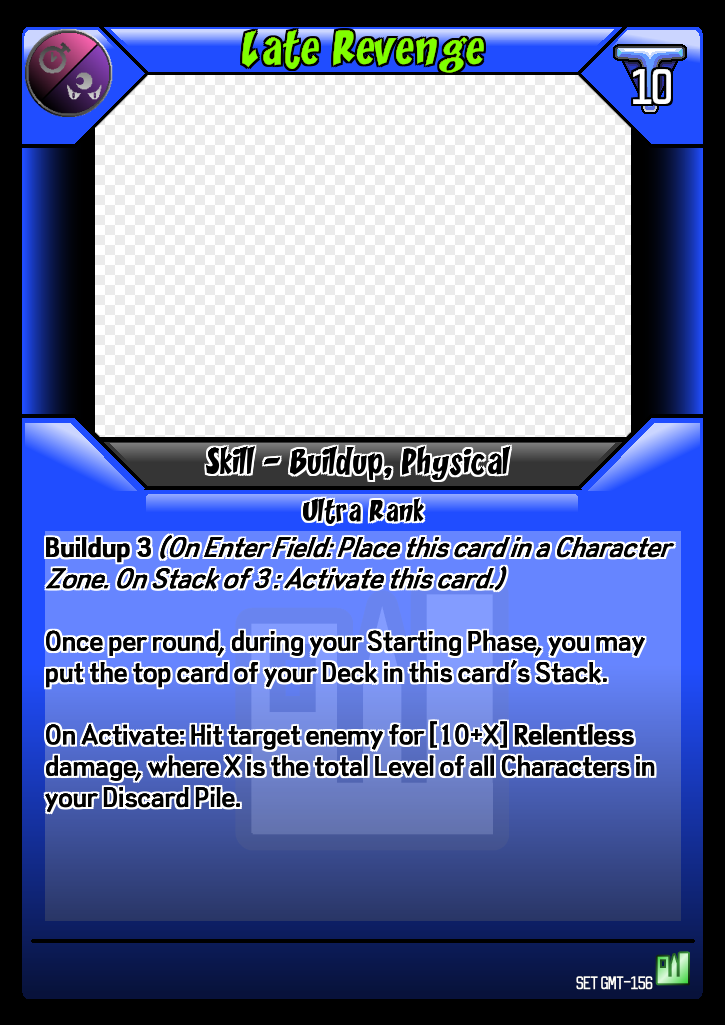 Late Revenge
10
Skill - Buildup, Physical
Ultra Rank
Buildup 3 (On Enter Field: Place this card in a Character
Zone. On Stack of 3 : Activate this card.)
Once per round, during your Starting Phase, you may
put the top card of your Deck in this card's Stack.
On Activate: Hit target enemy for [10+X] Relentless
damage, where X is the total Level of all Characters in
your Discard Pile.
SET GMT-156